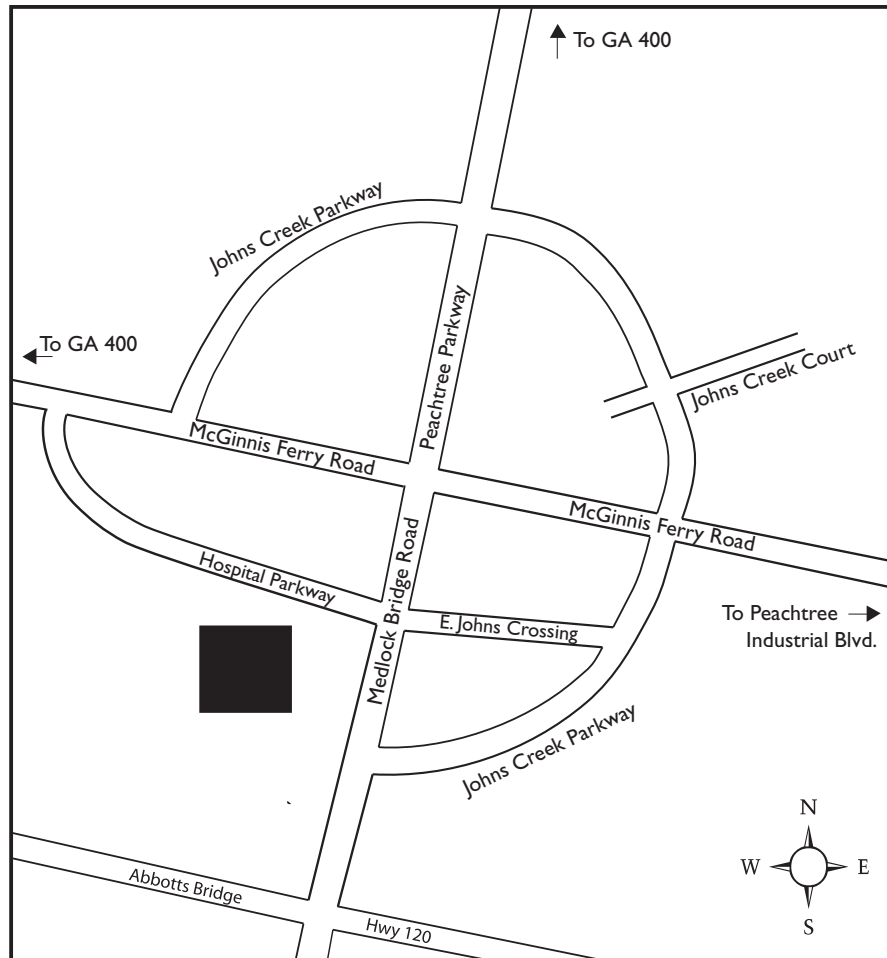 To GA 400
Johns Creek Parkway
Peachtree Parkway
To GA 400
Johns Creek Court
McGinnis Ferry Road
McGinnis Ferry Road
Medlock Bridge Road
Hospital Parkway
E. Johns Crossing
To Peachtree
Industrial Blvd.
Johns Creek Parkway
N
W
E
S
Abbotts Bridge
Hwy 120